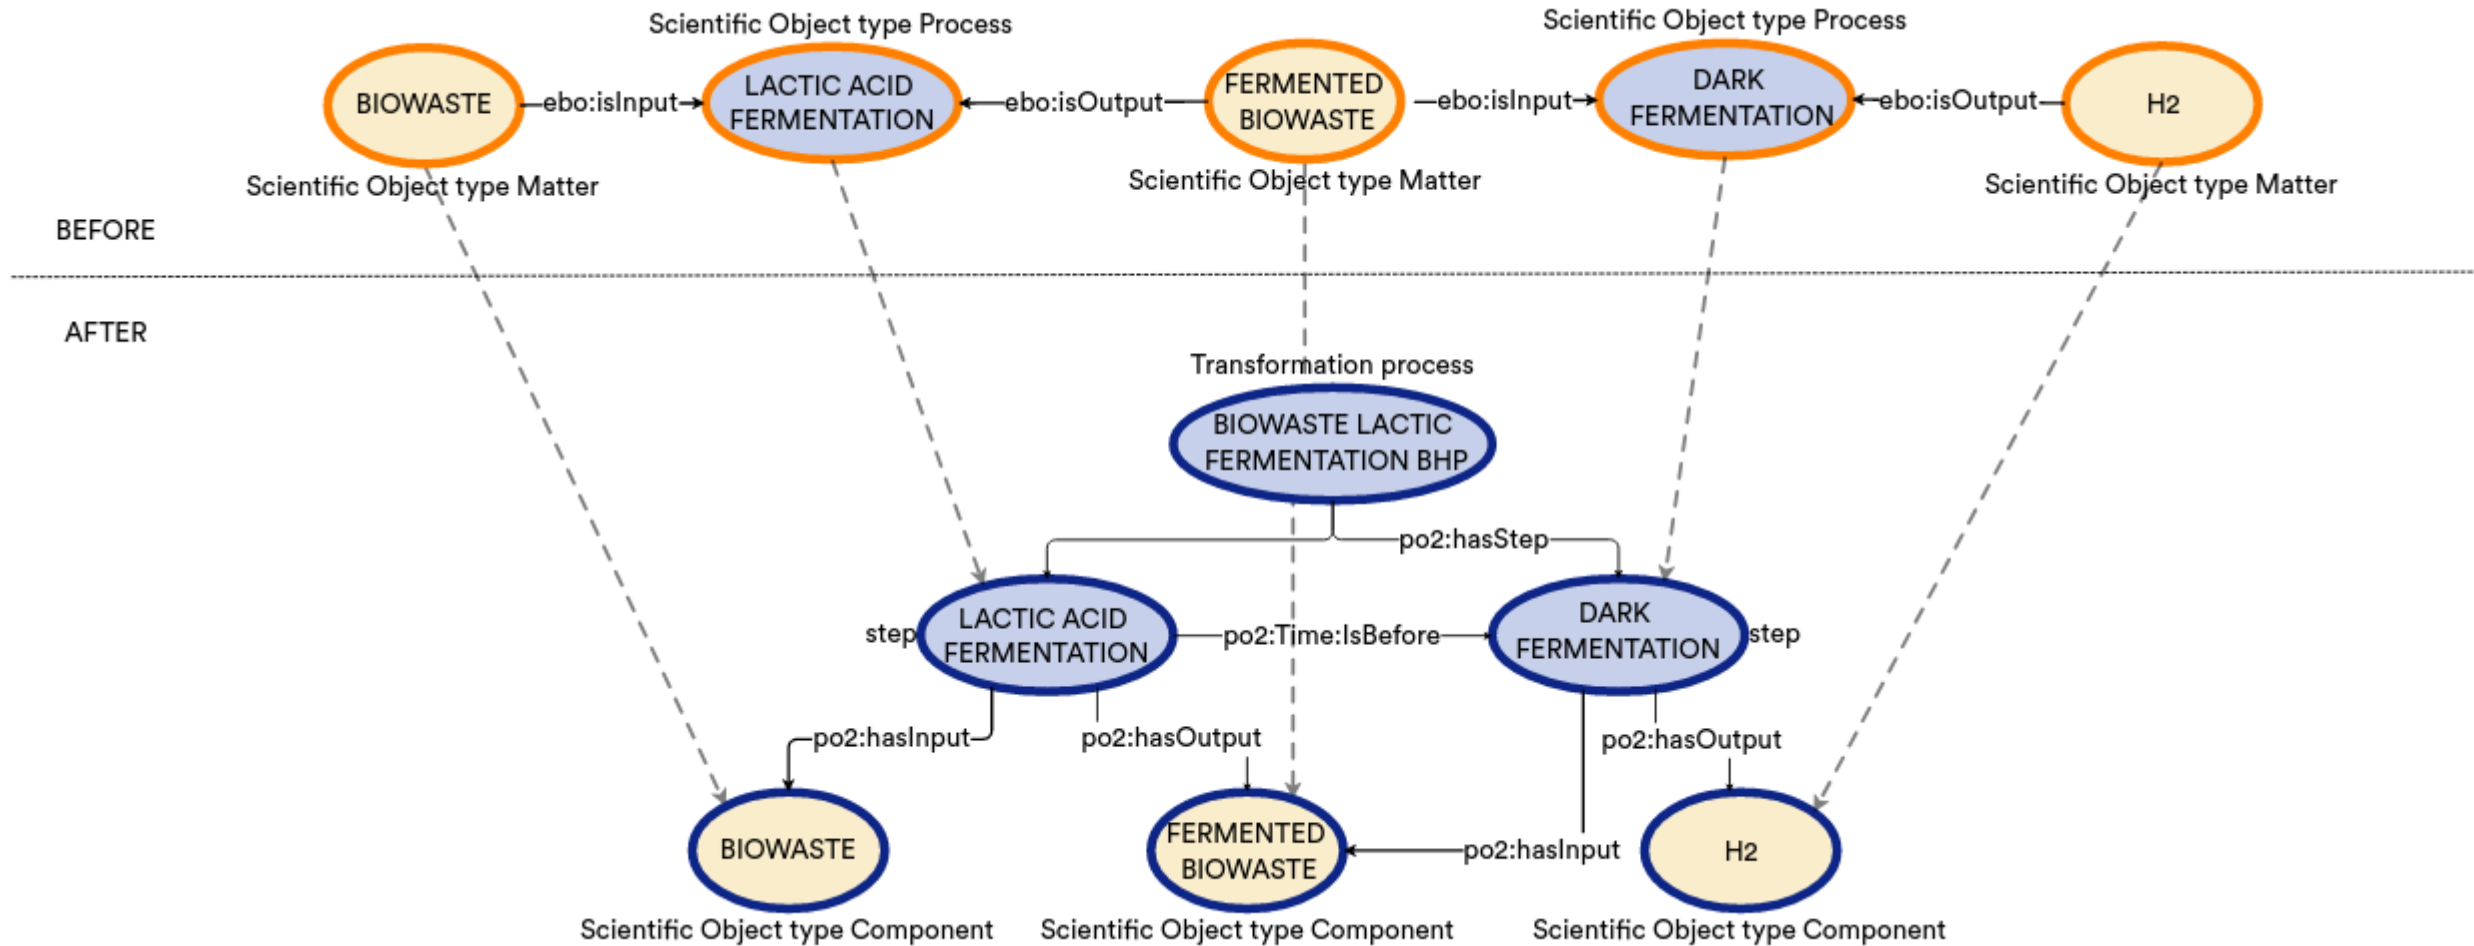 Scientific Object type Process
Scientific Object type Process
BIOWASTE
ebo:isInput
LACTIC ACID
FERMENTATION
ebo:isOutput
FERMENTED
BIOWASTE
ebo:isInput
DARK
FERMENTATION
ebo:isOutput
H2
Scientific Object type Matter
Scientific Object type Matter
Scientific Object type Matter
BEFORE
AFTER
Transformation process
BIOWASTE LACTIC
FERMENTATION BHP
po2:hasStep
step
LACTIC ACID
FERMENTATION
po2:Time:IsBefore
DARK
FERMENTATION
step
po2:hasInput
po2:hasOutput
po2:hasOutput
BIOWASTE
FERMENTED
BIOWASTE
po2:hasInput
H2
Scientific Object type Component
Scientific Object type Component
Scientific Object type Component